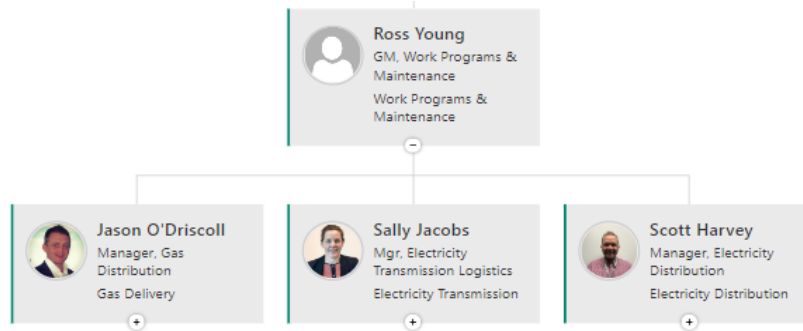 Ross Young
GM, Work Programs &
Maintenance
Work Programs &
Maintenance
Jason O'Driscoll
Manager, Gas
Distribution
Gas Delivery
Sally Jacobs
Mgr, Electricity
Transmission Logistics
Electricity Transmission
Scott Harvey
Manager, Electricity
Distribution
Electricity Distribution